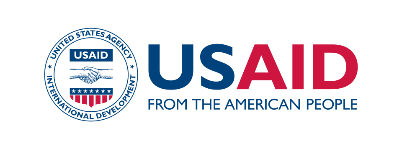 UNITED STATES AGENCY
USAID
INTERNATIONAL DEVELOPMENT
USAID
FROM THE AMERICAN PEOPLE